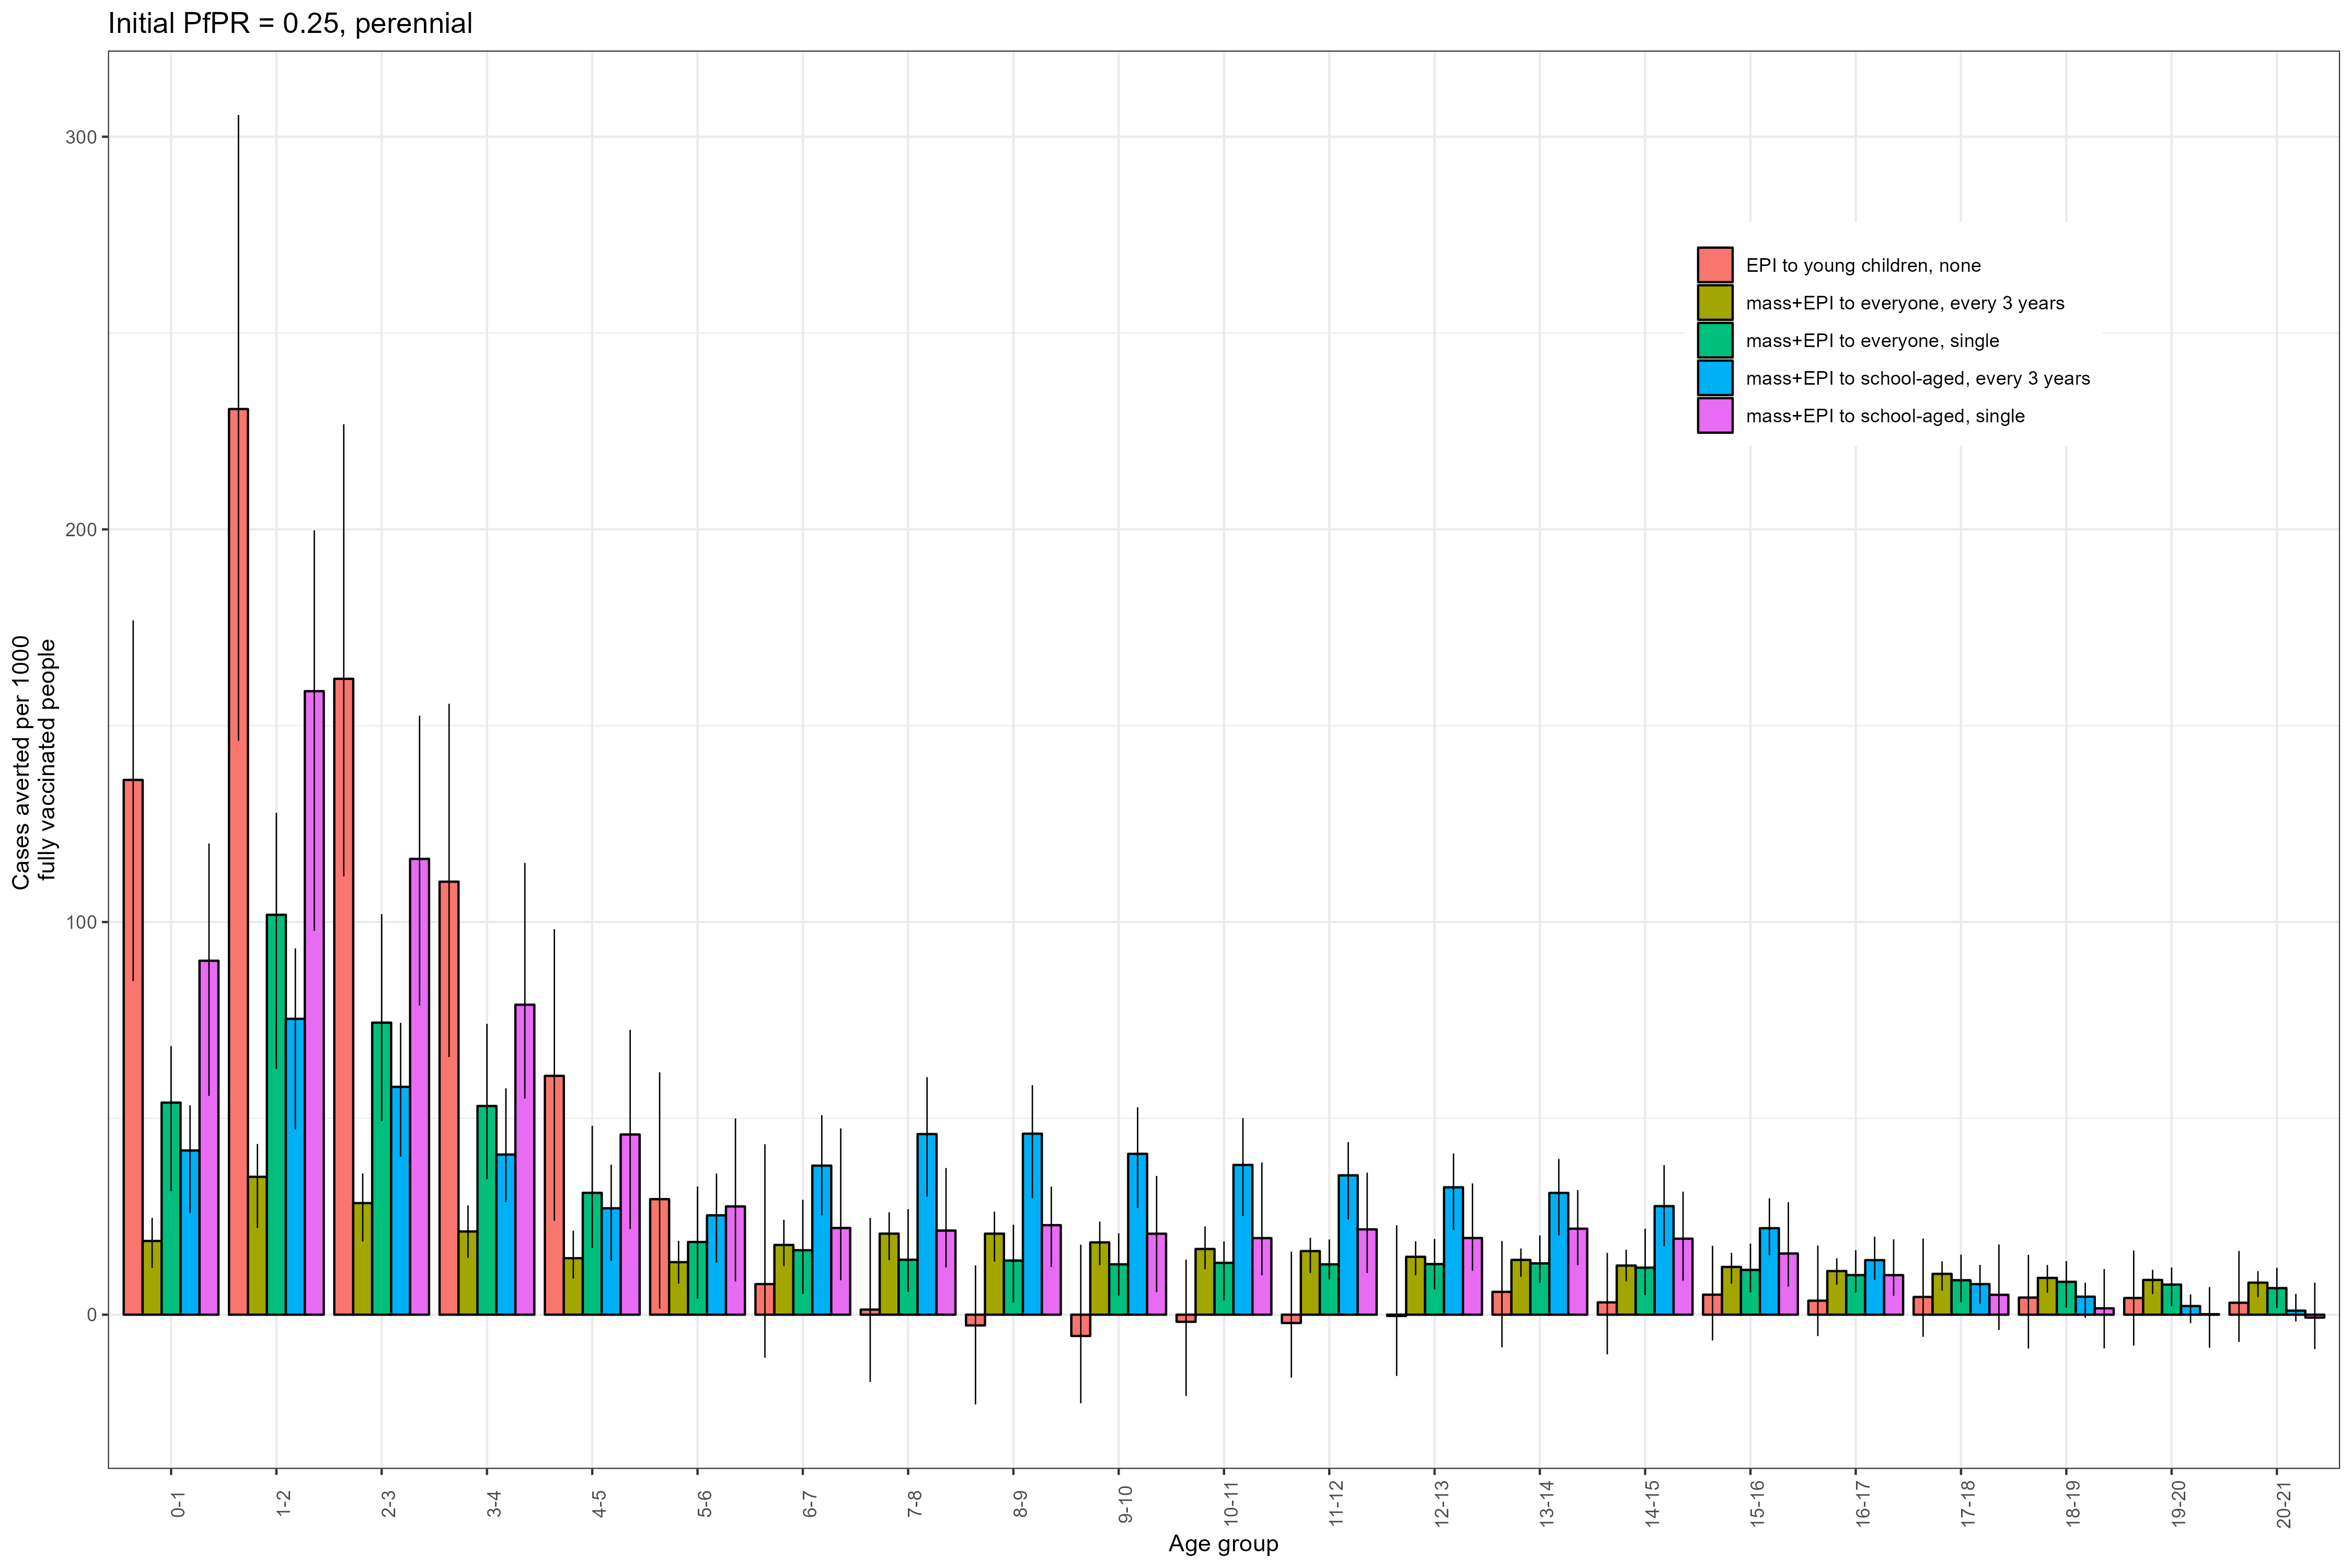 Initial PfPR = 0.25, perennial
Cases averted per 1000
fully vaccinated people
300
200
100
0
EPI to young children, none
mass+EPI to everyone, every 3 years
mass+EPI to everyone, single
mass+EPI to school-aged, every 3 years
mass+EPI to school-aged, single
0-1
1-2
2-3
3-4
4-5
5-6
6-7
7-8
8-9
9-10
10-11
11-12
12-13
13-14
14-15
15-16
16-17
17-18
18-19
19-20
20-21
Age group